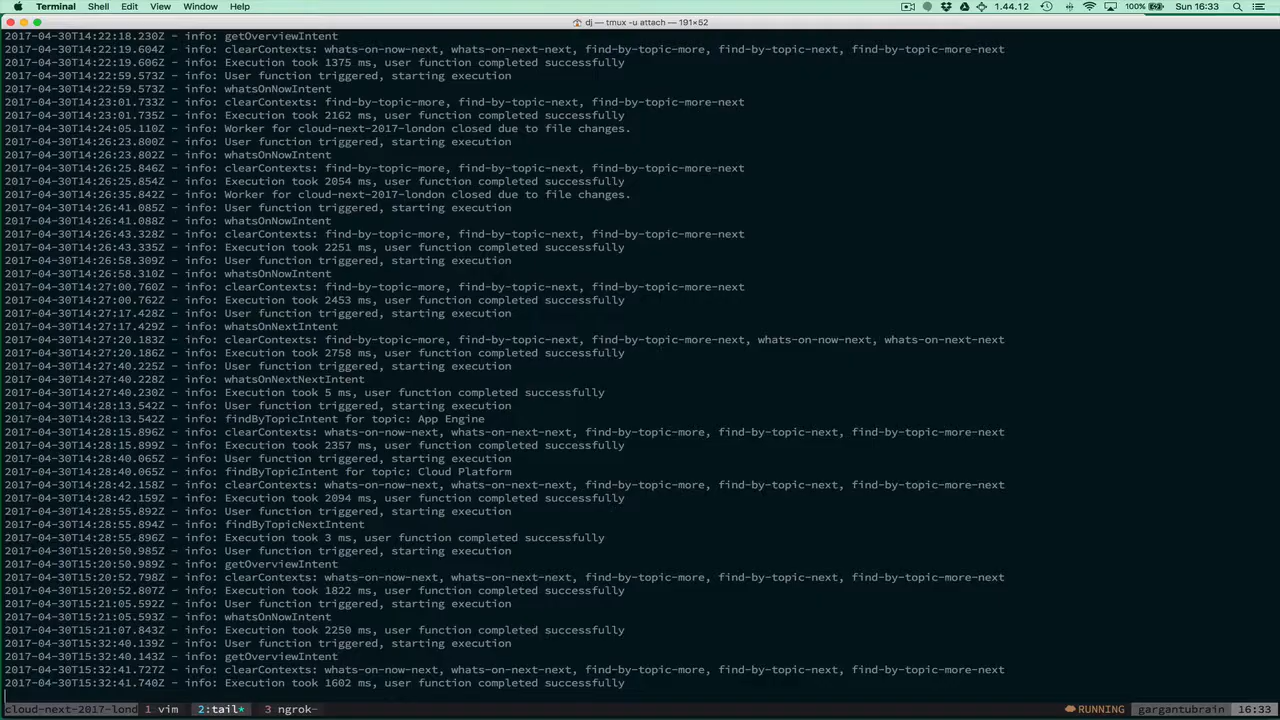 Terminal Shell Edit View Window Help 1.44.12 100% Sun 16:33
dj — tmux -u attach — 191×52
2017-04-30T14:22:18.230Z - info: getOverviewIntent
2017-04-30T14:22:19.604Z - info: clearContexts: whats-on-now-next, whats-on-next-next, find-by-topic-more, find-by-topic-next, find-by-topic-more-next
2017-04-30T14:22:19.606Z - info: Execution took 1375 ms, user function completed successfully
2017-04-30T14:22:59.573Z - info: User function triggered, starting execution
2017-04-30T14:22:59.573Z - info: whatsOnNowIntent
2017-04-30T14:23:01.733Z - info: clearContexts: find-by-topic-more, find-by-topic-next, find-by-topic-more-next
2017-04-30T14:23:01.735Z - info: Execution took 2162 ms, user function completed successfully
2017-04-30T14:24:05.110Z - info: Worker for cloud-next-2017-london closed due to file changes.
2017-04-30T14:26:23.800Z - info: User function triggered, starting execution
2017-04-30T14:26:23.802Z - info: whatsOnNowIntent
2017-04-30T14:26:25.846Z - info: clearContexts: find-by-topic-more, find-by-topic-next, find-by-topic-more-next
2017-04-30T14:26:25.854Z - info: Execution took 2054 ms, user function completed successfully
2017-04-30T14:26:35.842Z - info: Worker for cloud-next-2017-london closed due to file changes.
2017-04-30T14:26:41.085Z - info: User function triggered, starting execution
2017-04-30T14:26:41.088Z - info: whatsOnNowIntent
2017-04-30T14:26:43.328Z - info: clearContexts: find-by-topic-more, find-by-topic-next, find-by-topic-more-next
2017-04-30T14:26:43.335Z - info: Execution took 2251 ms, user function completed successfully
2017-04-30T14:26:58.309Z - info: User function triggered, starting execution
2017-04-30T14:26:58.310Z - info: whatsOnNowIntent
2017-04-30T14:27:00.760Z - info: clearContexts: find-by-topic-more, find-by-topic-next, find-by-topic-more-next
2017-04-30T14:27:00.762Z - info: Execution took 2453 ms, user function completed successfully
2017-04-30T14:27:17.428Z - info: User function triggered, starting execution
2017-04-30T14:27:17.429Z - info: whatsOnNextIntent
2017-04-30T14:27:20.183Z - info: clearContexts: find-by-topic-more, find-by-topic-next, find-by-topic-more-next, whats-on-now-next, whats-on-next-next
2017-04-30T14:27:20.186Z - info: Execution took 2758 ms, user function completed successfully
2017-04-30T14:27:40.225Z - info: User function triggered, starting execution
2017-04-30T14:27:40.228Z - info: whatsOnNextNextIntent
2017-04-30T14:27:40.230Z - info: Execution took 5 ms, user function completed successfully
2017-04-30T14:28:13.542Z - info: User function triggered, starting execution
2017-04-30T14:28:13.542Z - info: findByTopicIntent for topic: App Engine
2017-04-30T14:28:15.896Z - info: clearContexts: whats-on-now-next, whats-on-next-next, find-by-topic-more, find-by-topic-next, find-by-topic-more-next
2017-04-30T14:28:15.899Z - info: Execution took 2357 ms, user function completed successfully
2017-04-30T14:28:40.065Z - info: User function triggered, starting execution
2017-04-30T14:28:40.065Z - info: findByTopicIntent for topic: Cloud Platform
2017-04-30T14:28:42.158Z - info: clearContexts: whats-on-now-next, whats-on-next-next, find-by-topic-more, find-by-topic-next, find-by-topic-more-next
2017-04-30T14:28:42.159Z - info: Execution took 2094 ms, user function completed successfully
2017-04-30T14:28:55.892Z - info: User function triggered, starting execution
2017-04-30T14:28:55.894Z - info: findByTopicNextIntent
2017-04-30T14:28:55.896Z - info: Execution took 3 ms, user function completed successfully
2017-04-30T15:20:50.985Z - info: User function triggered, starting execution
2017-04-30T15:20:50.989Z - info: getOverviewIntent
2017-04-30T15:20:52.798Z - info: clearContexts: whats-on-now-next, whats-on-next-next, find-by-topic-more, find-by-topic-next, find-by-topic-more-next
2017-04-30T15:20:52.807Z - info: Execution took 1822 ms, user function completed successfully
2017-04-30T15:21:05.592Z - info: User function triggered, starting execution
2017-04-30T15:21:05.593Z - info: whatsOnNowIntent
2017-04-30T15:21:07.843Z - info: Execution took 2250 ms, user function completed successfully
2017-04-30T15:32:40.139Z - info: User function triggered, starting execution
2017-04-30T15:32:40.143Z - info: getOverviewIntent
2017-04-30T15:32:41.727Z - info: clearContexts: whats-on-now-next, whats-on-next-next, find-by-topic-more, find-by-topic-next, find-by-topic-more-next
2017-04-30T15:32:41.740Z - info: Execution took 1602 ms, user function completed successfully
cloud-next-2017-lond 1 vim 2:tail* 3 ngrok- RUNNING gargantubrain 16:33